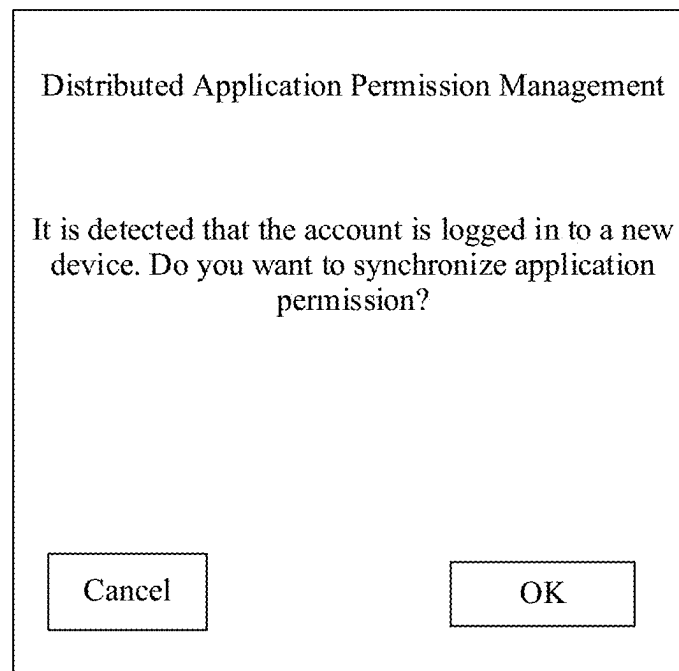 Distributed Application Permission Management
It is detected that the account is logged in to a new
device. Do you want to synchronize application
permission?
Cancel
OK